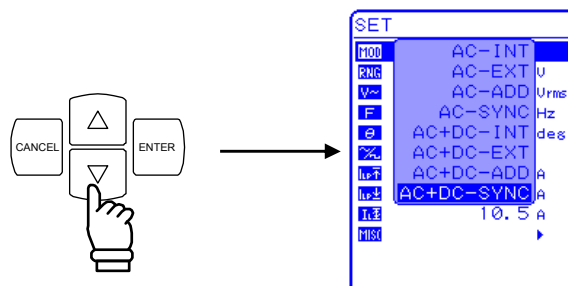 CANCEL
ENTER
SET
MOD AC-INT
RNG AC-EXT V
V~ AC-ADD Vrms
F AC-SYNC Hz
θ AC+DC-INT deg
AC+DC-EXT
AC+DC-ADD A
AC+DC-SYNC A
10.5 A
MISC